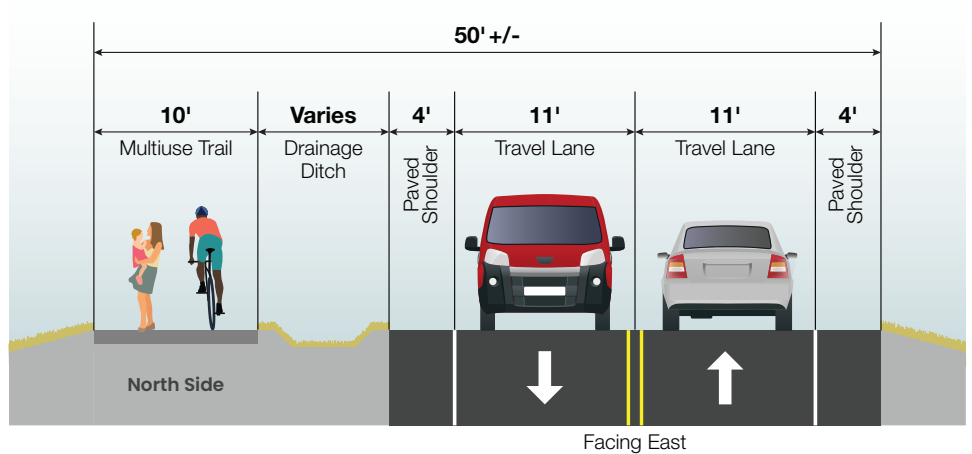 50' +/-
10'
Varies
4'
11'
11'
4'
Multiuse Trail
Drainage
Ditch
Paved
Shoulder
Travel Lane
Travel Lane
Paved
Shoulder
North Side
Facing East